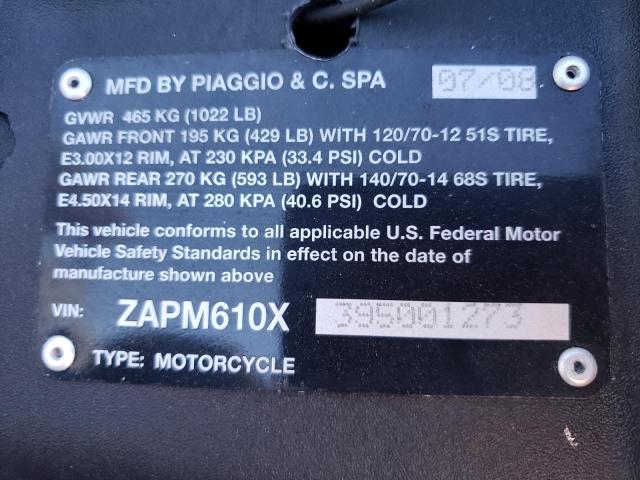 MFD BY PIAGGIO & C. SPA 07/08
GVWR 465 KG (1022 LB)
GAWR FRONT 195 KG (429 LB) WITH 120/70-12 51S TIRE,
E3.00X12 RIM, AT 230 KPA (33.4 PSI) COLD
GAWR REAR 270 KG (593 LB) WITH 140/70-14 68S TIRE,
E4.50X14 RIM, AT 280 KPA (40.6 PSI) COLD
This vehicle conforms to all applicable U.S. Federal Motor
Vehicle Safety Standards in effect on the date of
manufacture shown above
VIN: ZAPM610X 395001273
TYPE: MOTORCYCLE